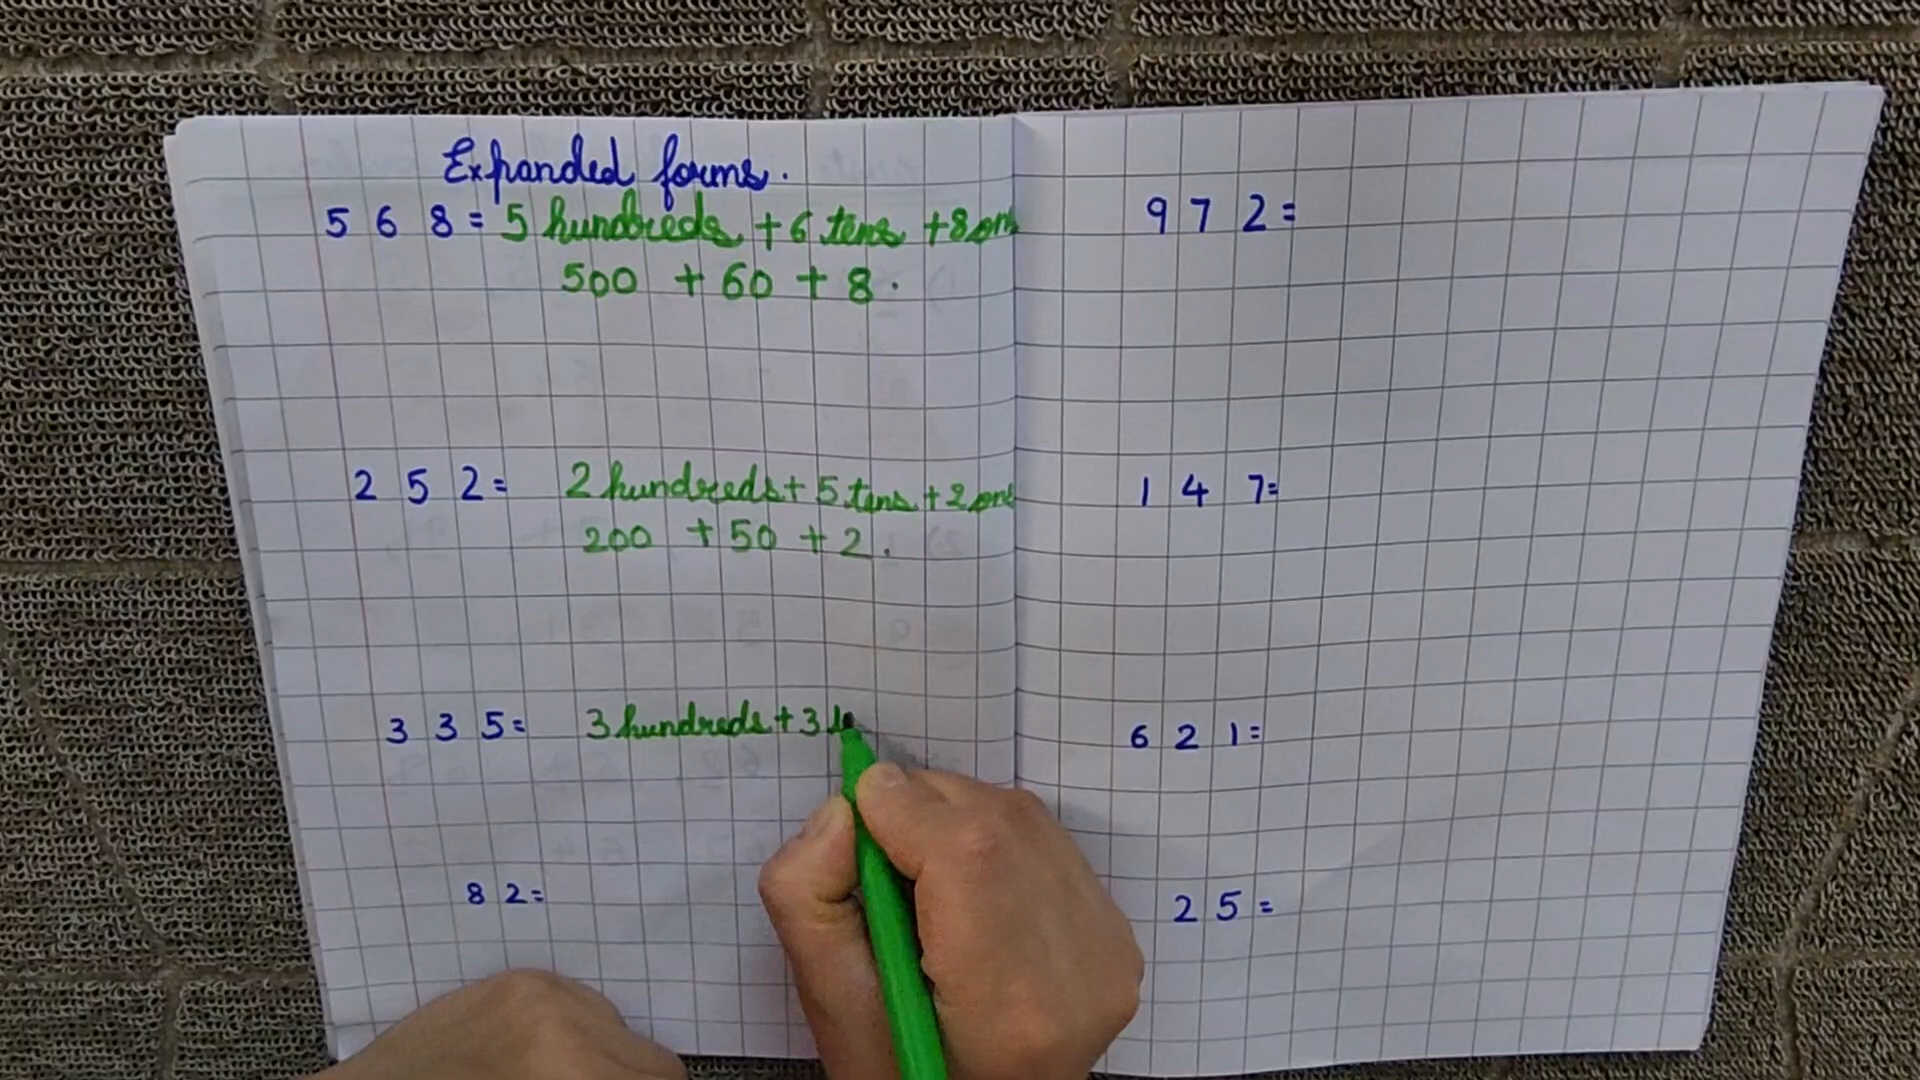 Expanded forms.
5 6 8 = 5 hundreds + 6 tens + 8 ons
500 + 60 + 8.
2 5 2 = 2 hundreds + 5 tens + 2 ons
200 + 50 + 2.
3 3 5 = 3 hundreds + 3
8 2 =
9 7 2 =
1 4 7 =
6 2 1 =
2 5 =